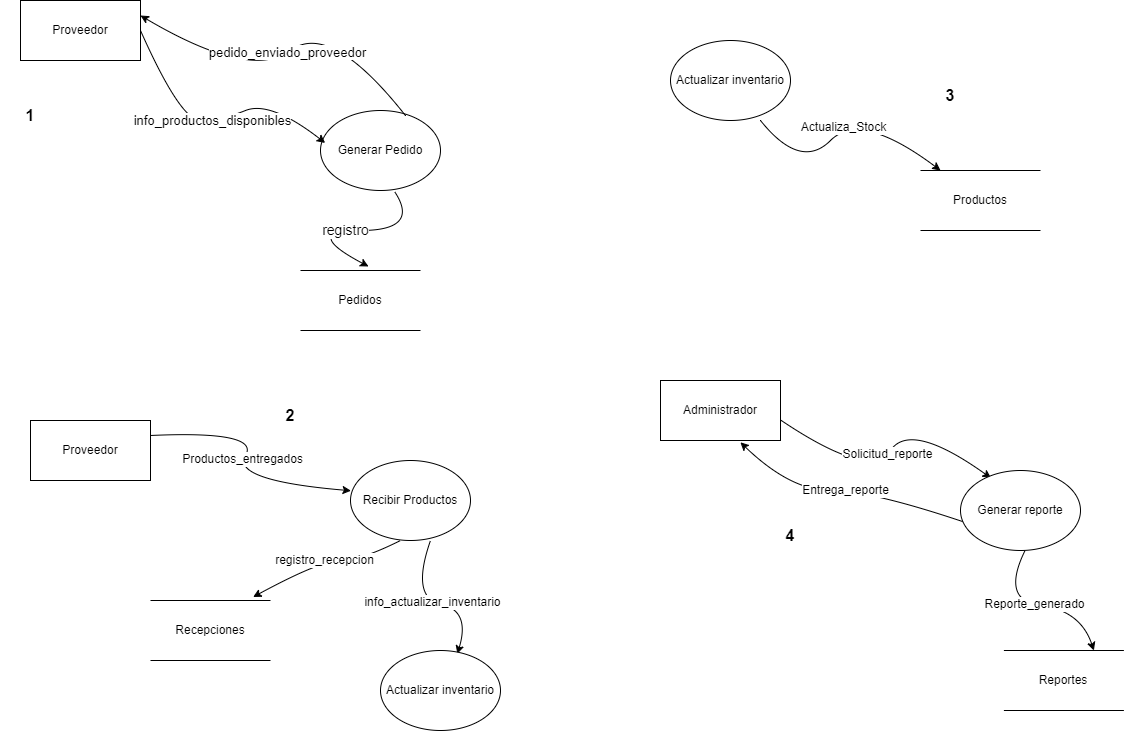 Proveedor
pedido_enviado_proveedor
1
info_productos_disponibles
Generar Pedido
registro
Pedidos
2
Proveedor
Productos_entregados
Recibir Productos
registro_recepcion
info_actualizar_inventario
Recepciones
Actualizar inventario
Actualizar inventario
3
Actualiza_Stock
Productos
Administrador
Solicitud_reporte
Entrega_reporte
Generar reporte
4
Reporte_generado
Reportes